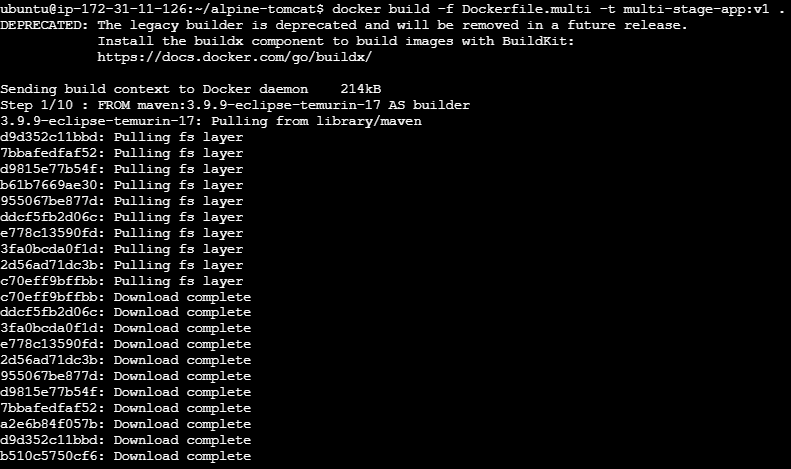 ubuntu@ip-172-31-11-126:~/alpine-tomcat$ docker build -f Dockerfile.multi -t multi-stage-app:v1 .
DEPRECATED: The legacy builder is deprecated and will be removed in a future release.
            Install the buildx component to build images with BuildKit:
            https://docs.docker.com/go/buildx/

Sending build context to Docker daemon    214kB
Step 1/10 : FROM maven:3.9.9-eclipse-temurin-17 AS builder
3.9.9-eclipse-temurin-17: Pulling from library/maven
d9d352c11bbd: Pulling fs layer
7bbafedfaf52: Pulling fs layer
d9815e77b54f: Pulling fs layer
b61b7669ae30: Pulling fs layer
955067be877d: Pulling fs layer
ddcf5fb2d06c: Pulling fs layer
e778c13590fd: Pulling fs layer
3fa0bcda0f1d: Pulling fs layer
2d56ad71dc3b: Pulling fs layer
c70eff9bffbb: Pulling fs layer
c70eff9bffbb: Download complete
ddcf5fb2d06c: Download complete
3fa0bcda0f1d: Download complete
e778c13590fd: Download complete
2d56ad71dc3b: Download complete
955067be877d: Download complete
d9815e77b54f: Download complete
7bbafedfaf52: Download complete
a2e6b84f057b: Download complete
d9d352c11bbd: Download complete
b510c5750cf6: Download complete